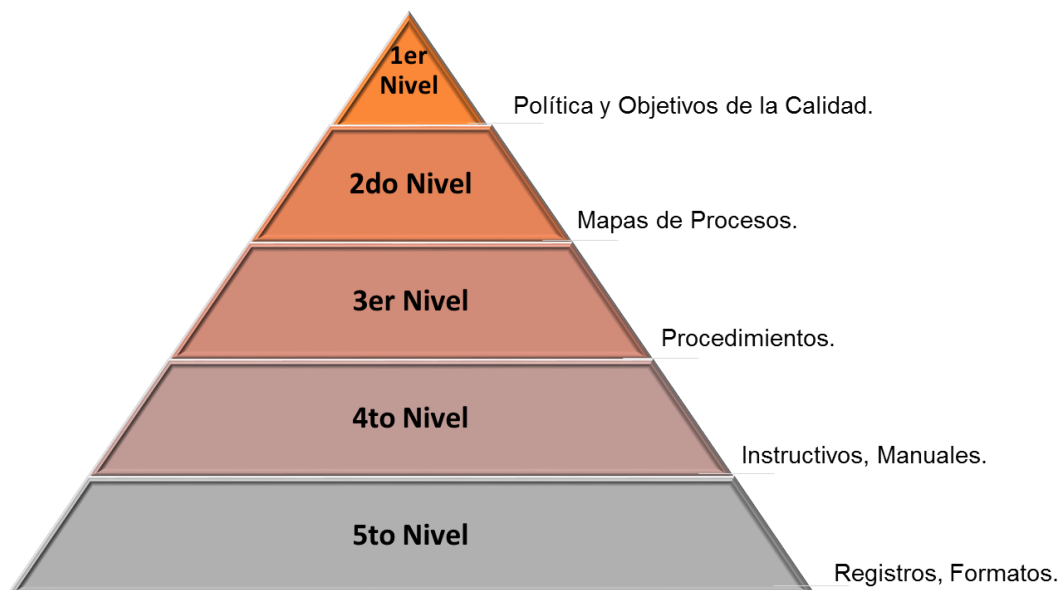 1er
Nivel
Política y Objetivos de la Calidad.
2do Nivel
Mapas de Procesos.
3er Nivel
Procedimientos.
4to Nivel
Instructivos, Manuales.
5to Nivel
Registros, Formatos.